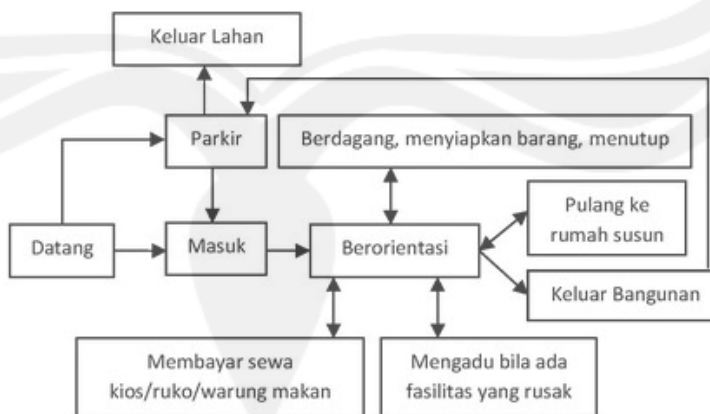 Keluar Lahan
Parkir
Berdagang, menyiapkan barang, menutup
Pulang ke
rumah susun
Datang
Masuk
Berorientasi
Keluar Bangunan
Membayar sewa
kios/ruko/warung makan
Mengadu bila ada
fasilitas yang rusak